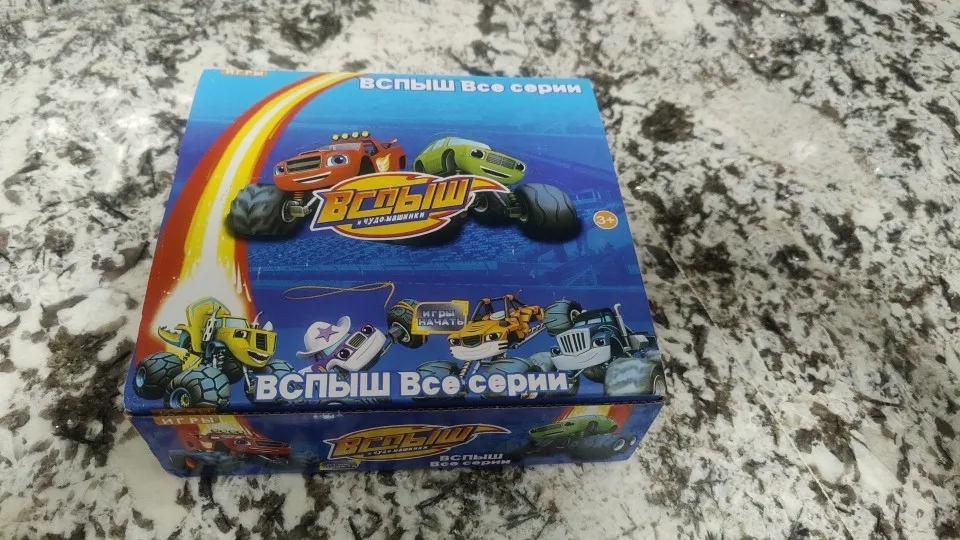 ИГРЫ
ВСПЫШ Все серии
ВСПЫШ
и ЧУДО-МАШИНКИ
3+
ИГРЫ
НАЧАТЬ
ВСПЫШ Все серии
ИГРЫ
ВСПЫШ
и ЧУДО-МАШИНКИ
ВСПЫШ
Все серии